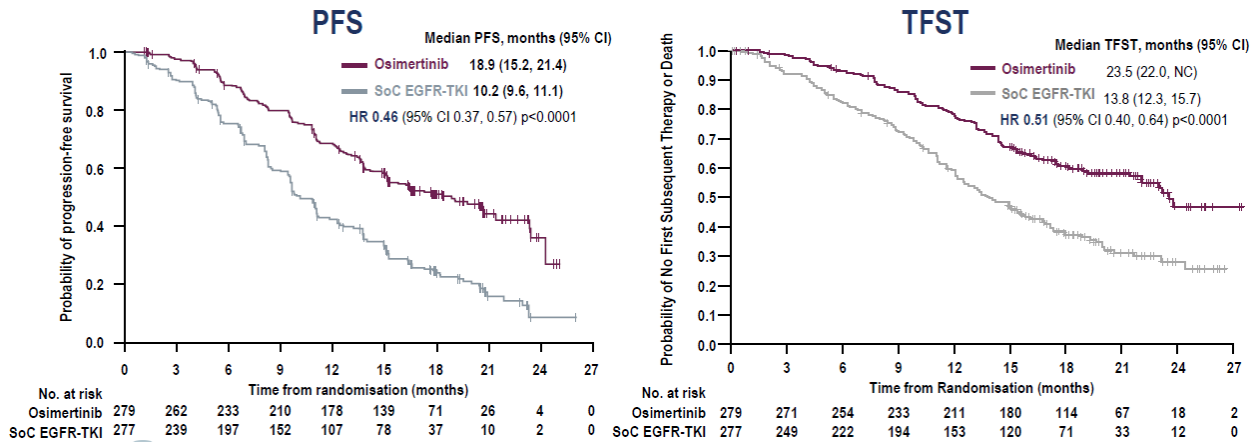 PFS
Median PFS, months (95% CI)
Osimertinib 18.9 (15.2, 21.4)
SoC EGFR-TKI 10.2 (9.6, 11.1)
HR 0.46 (95% CI 0.37, 0.57) p<0.0001
Probability of progression-free survival
1.0
0.8
0.6
0.4
0.2
0.0
0 3 6 9 12 15 18 21 24 27
Time from randomisation (months)
No. at risk
Osimertinib 279 262 233 210 178 139 71 26 4 0
SoC EGFR-TKI 277 239 197 152 107 78 37 10 2 0
TFST
Median TFST, months (95% CI)
Osimertinib 23.5 (22.0, NC)
SoC EGFR-TKI 13.8 (12.3, 15.7)
HR 0.51 (95% CI 0.40, 0.64) p<0.0001
Probability of No First Subsequent Therapy or Death
1.0
0.9
0.8
0.7
0.6
0.5
0.4
0.3
0.2
0.1
0.0
0 3 6 9 12 15 18 21 24 27
Time from Randomisation (months)
No. at risk
Osimertinib 279 271 254 233 211 180 114 67 18 2
SoC EGFR-TKI 277 249 222 194 153 120 71 33 12 0